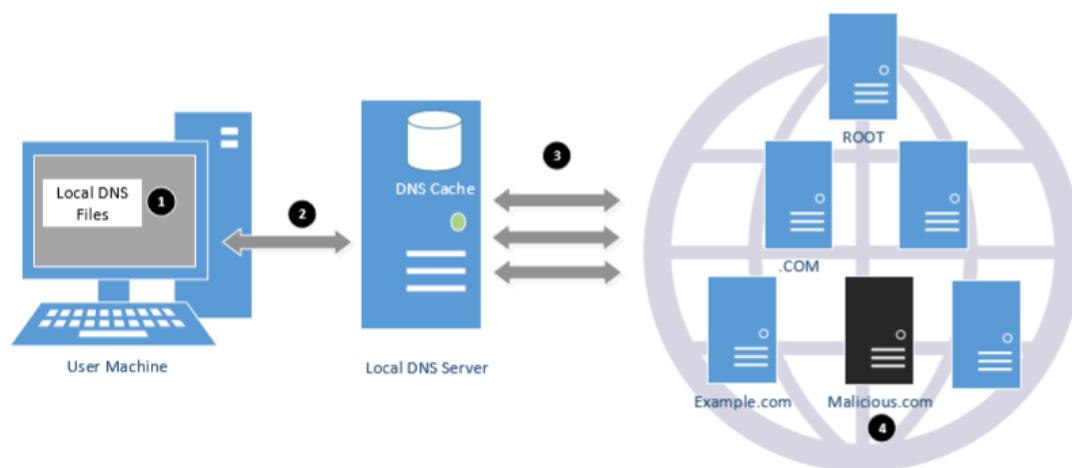 ROOT
3
1
Local DNS
Files
DNS Cache
2
.COM
User Machine
Local DNS Server
Example.com
Malicious.com
4